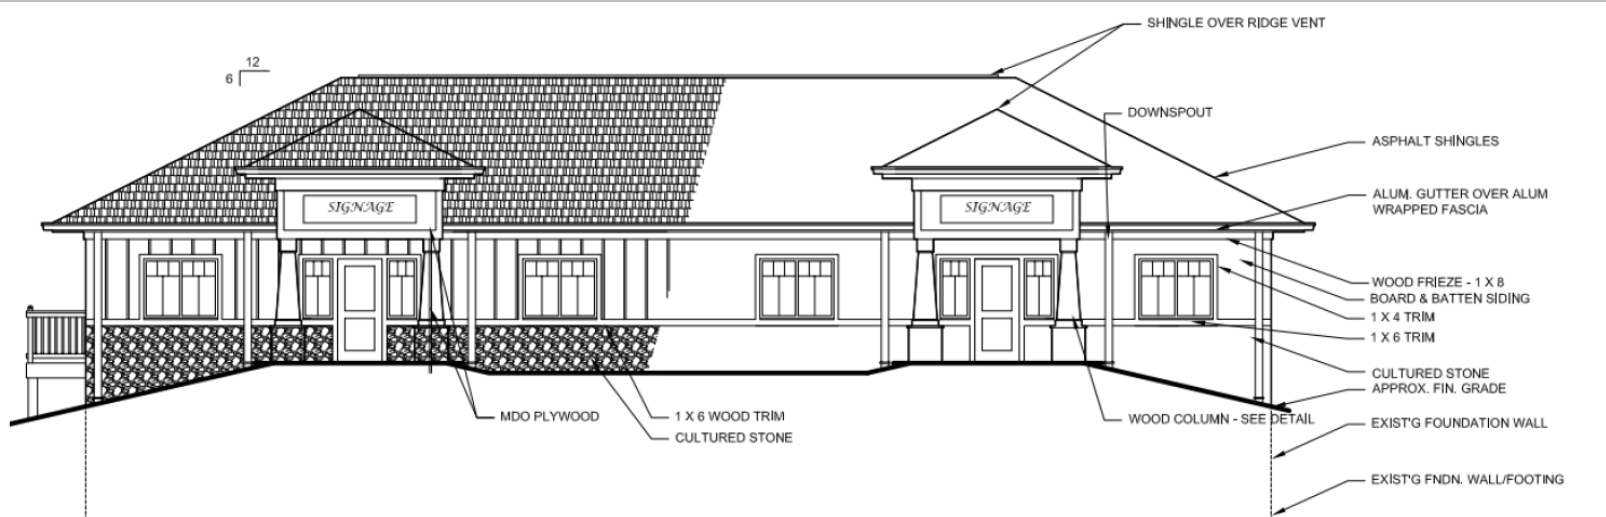 SHINGLE OVER RIDGE VENT
12
6
DOWNSPOUT
ASPHALT SHINGLES
ALUM. GUTTER OVER ALUM
WRAPPED FASCIA
SIGNAGE
SIGNAGE
WOOD FRIEZE - 1 X 8
BOARD & BATTEN SIDING
1 X 4 TRIM
1 X 6 TRIM
CULTURED STONE
APPROX. FIN. GRADE
MDO PLYWOOD
1 X 6 WOOD TRIM
CULTURED STONE
WOOD COLUMN - SEE DETAIL
EXIST'G FOUNDATION WALL
EXIST'G FNDN. WALL/FOOTING